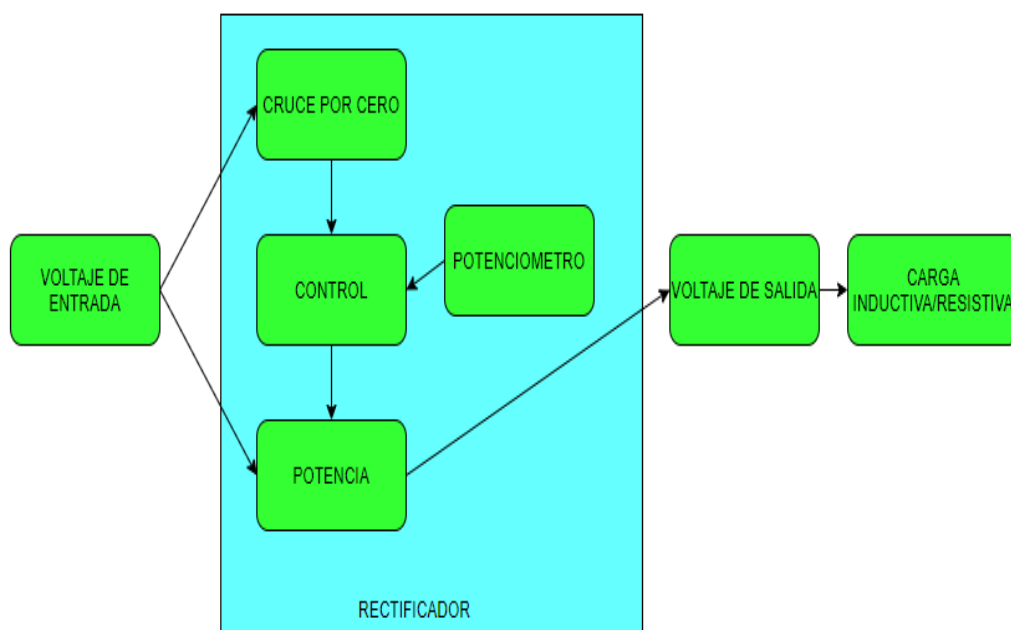 CRUCE POR CERO
VOLTAJE DE
ENTRADA
CONTROL
POTENCIOMETRO
VOLTAJE DE SALIDA
CARGA
INDUCTIVA/RESISTIVA
POTENCIA
RECTIFICADOR